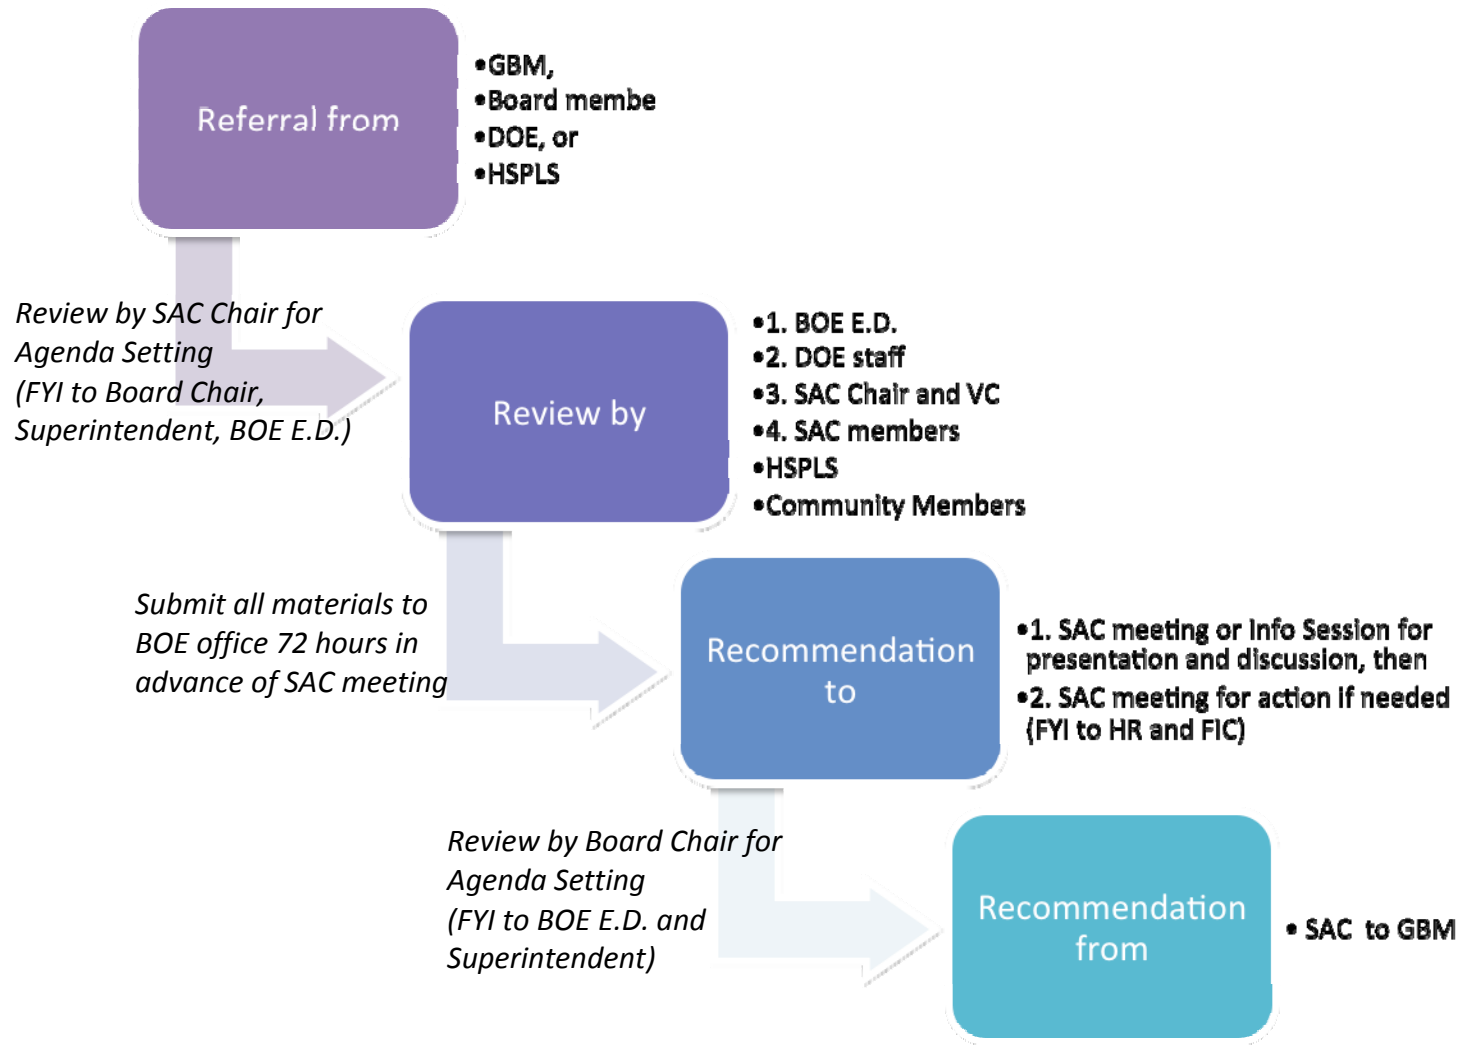 Referral from
•GBM,
•Board membe
•DOE, or
•HSPLS
Review by SAC Chair for
Agenda Setting
(FYI to Board Chair,
Superintendent, BOE E.D.)
Review by
•1. BOE E.D.
•2. DOE staff
•3. SAC Chair and VC
•4. SAC members
•HSPLS
•Community Members
Submit all materials to
BOE office 72 hours in
advance of SAC meeting
Recommendation
to
•1. SAC meeting or Info Session for
presentation and discussion, then
•2. SAC meeting for action if needed
(FYI to HR and FIC)
Review by Board Chair for
Agenda Setting
(FYI to BOE E.D. and
Superintendent)
Recommendation
from
• SAC to GBM